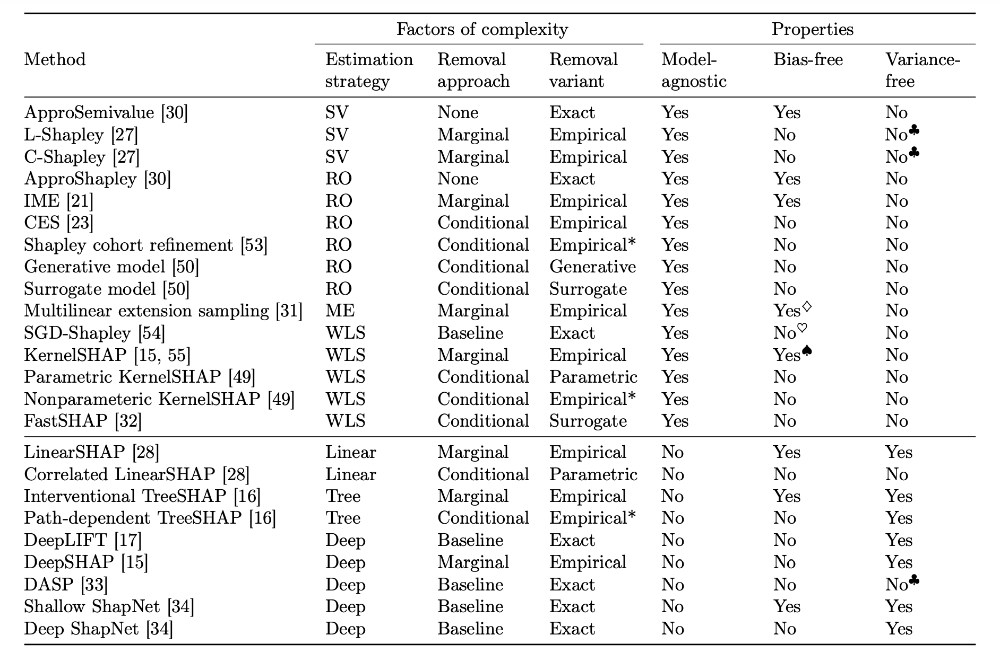 Factors of complexity Properties
Method Estimation Removal Removal Model- Bias-free Variance-
strategy approach variant agnostic free
ApproSemivalue [30] SV None Exact Yes Yes No
L-Shapley [27] SV Marginal Empirical Yes No No♣
C-Shapley [27] SV Marginal Empirical Yes No No♣
ApproShapley [30] RO None Exact Yes Yes No
IME [21] RO Marginal Empirical Yes Yes No
CES [23] RO Conditional Empirical Yes No No
Shapley cohort refinement [53] RO Conditional Empirical* Yes No No
Generative model [50] RO Conditional Generative Yes No No
Surrogate model [50] RO Conditional Surrogate Yes No No
Multilinear extension sampling [31] ME Marginal Empirical Yes Yes♢ No
SGD-Shapley [54] WLS Baseline Exact Yes No♡ No
KernelSHAP [15, 55] WLS Marginal Empirical Yes Yes♠ No
Parametric KernelSHAP [49] WLS Conditional Parametric Yes No No
Nonparameteric KernelSHAP [49] WLS Conditional Empirical* Yes No No
FastSHAP [32] WLS Conditional Surrogate Yes No No
LinearSHAP [28] Linear Marginal Empirical No Yes Yes
Correlated LinearSHAP [28] Linear Conditional Parametric No No No
Interventional TreeSHAP [16] Tree Marginal Empirical No Yes Yes
Path-dependent TreeSHAP [16] Tree Conditional Empirical* No No Yes
DeepLIFT [17] Deep Baseline Exact No No Yes
DeepSHAP [15] Deep Marginal Empirical No No Yes
DASP [33] Deep Baseline Exact No No No♣
Shallow ShapNet [34] Deep Baseline Exact No Yes Yes
Deep ShapNet [34] Deep Baseline Exact No No Yes